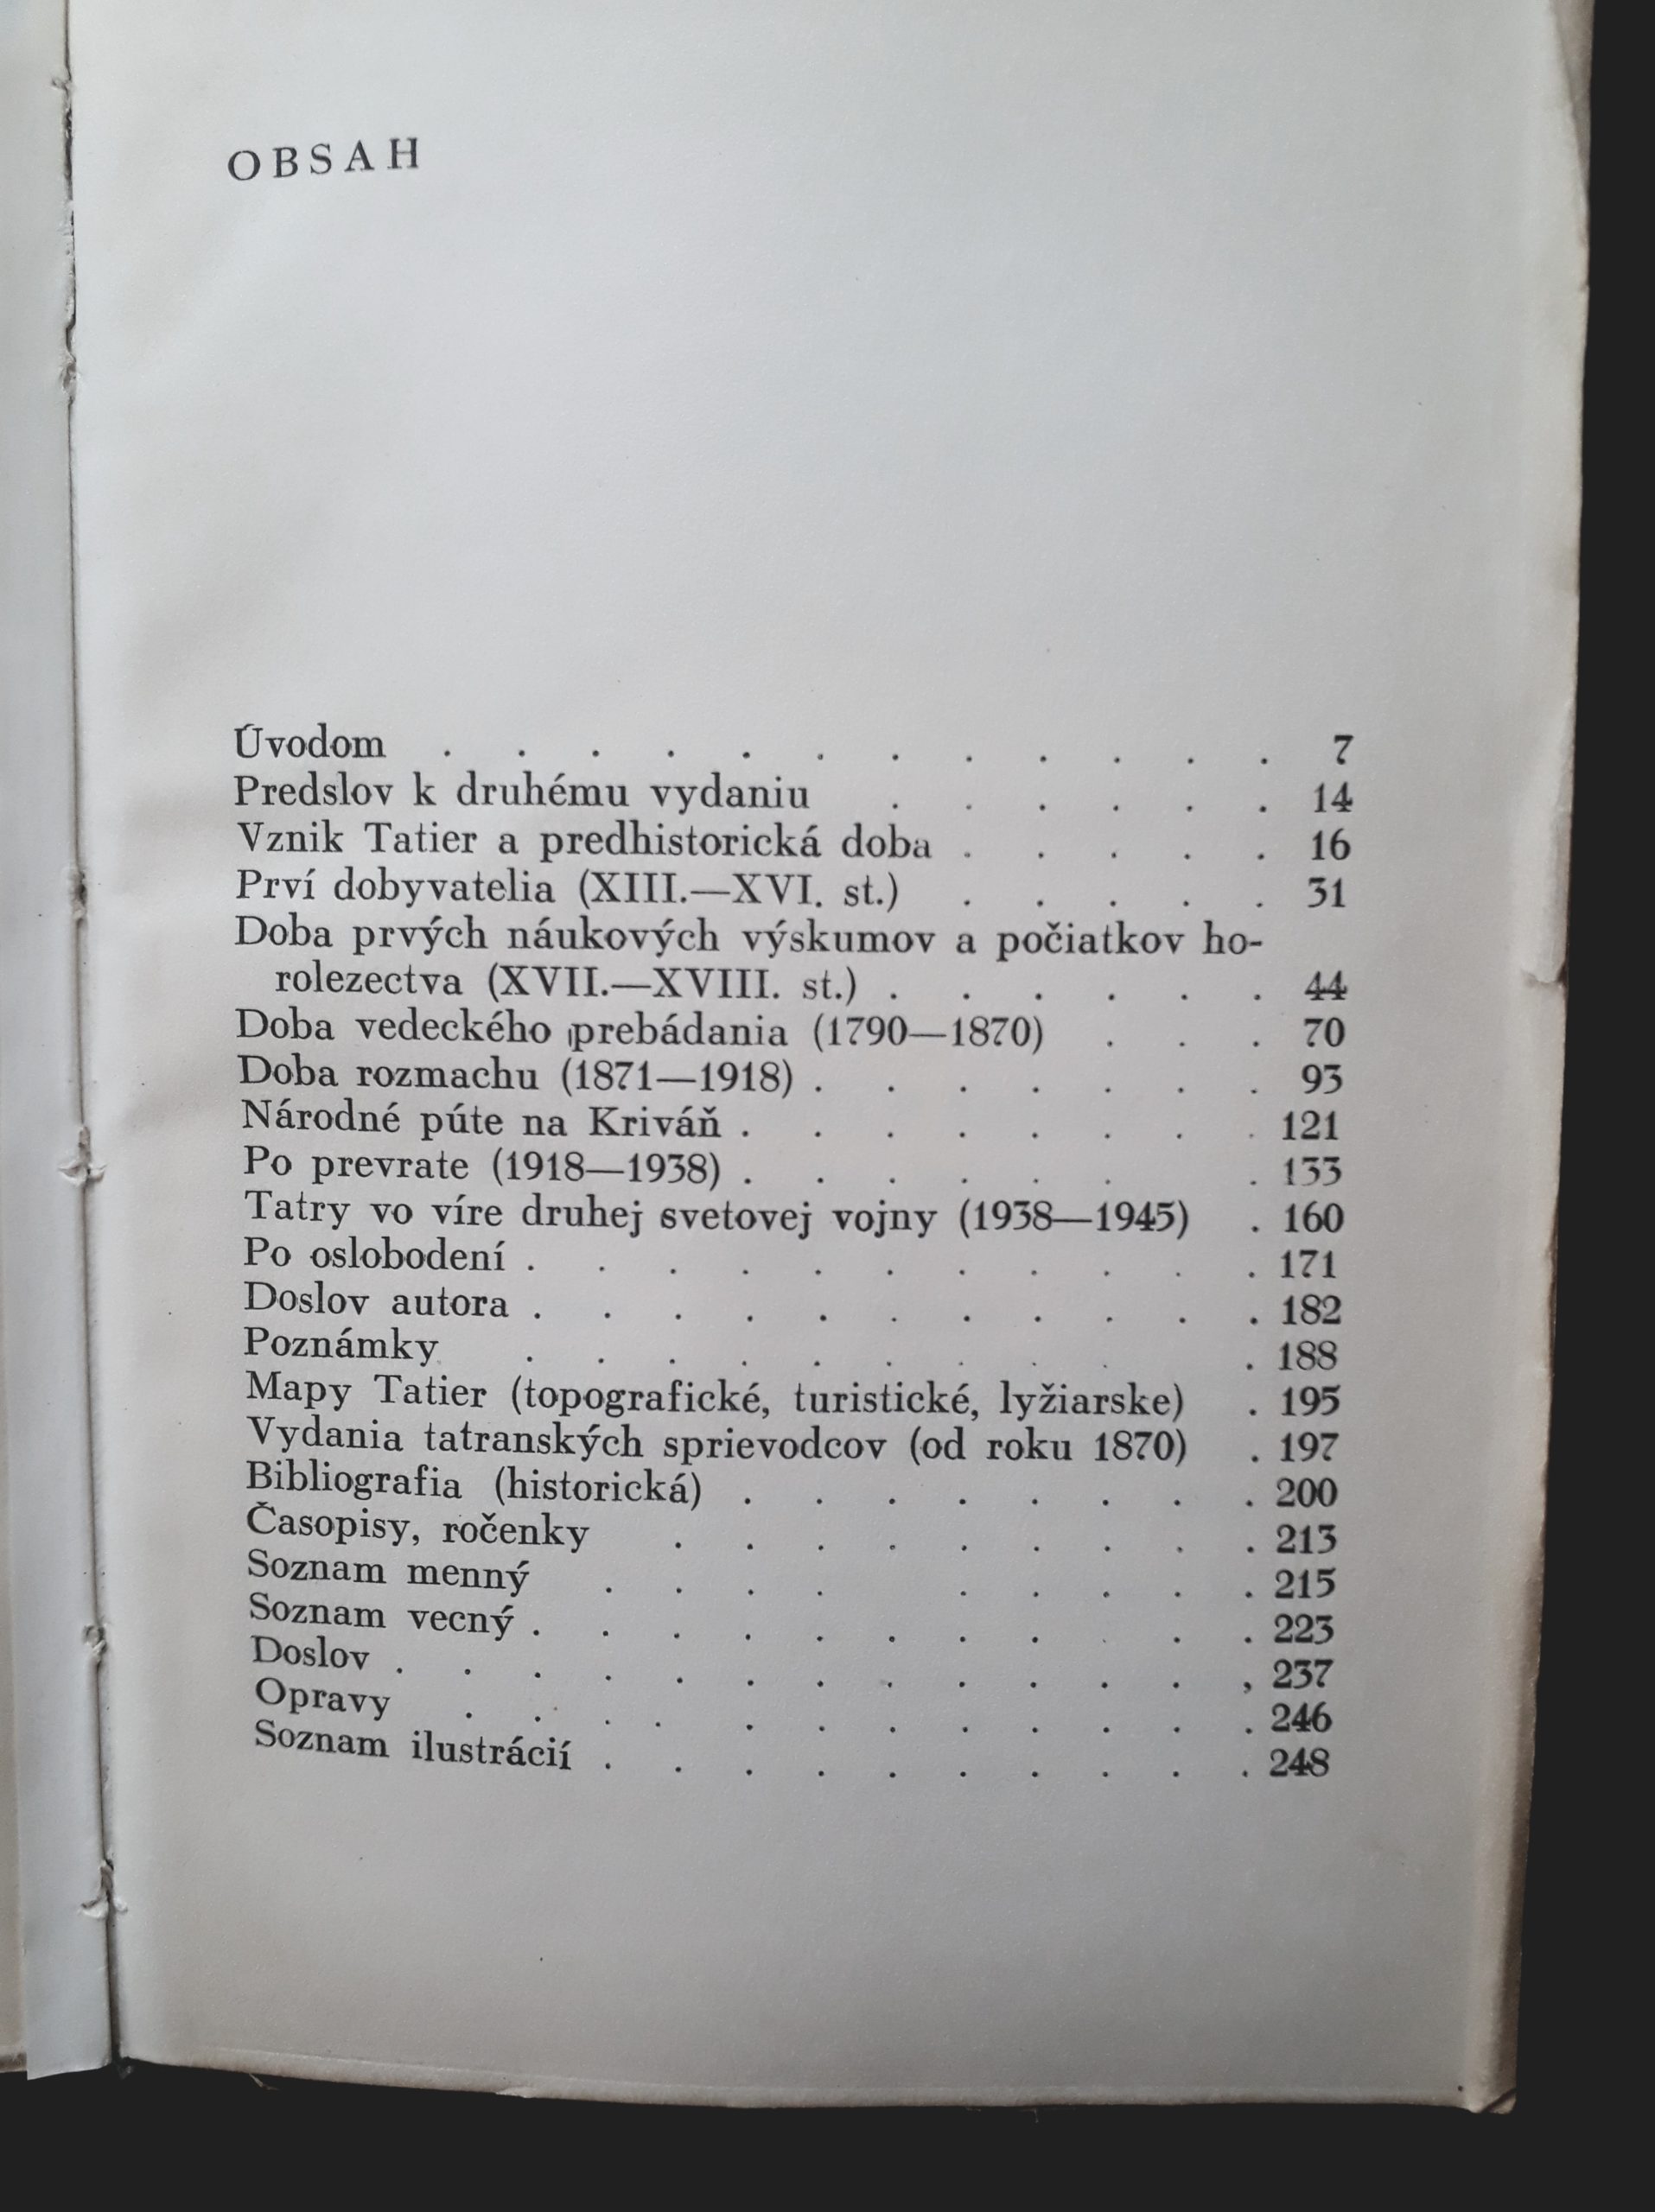 OBSAH
Úvodom . . . . . . . . . . . . 7
Predslov k druhému vydaniu . . . . . . 14
Vznik Tatier a predhistorická doba . . . . . 16
Prví dobyvatelia (XIII.—XVI. st.) . . . . . 31
Doba prvých náukových výskumov a počiatkov ho-
rolezectva (XVII.—XVIII. st.) . . . . . . 44
Doba vedeckého prebádania (1790—1870) . . . 70
Doba rozmachu (1871—1918) . . . . . . . 93
Národné púte na Kriváň . . . . . . . . 121
Po prevrate (1918—1938) . . . . . . . 133
Tatry vo víre druhej svetovej vojny (1938—1945) . 160
Po oslobodení . . . . . . . . . . . 171
Doslov autora . . . . . . . . . . . 182
Poznámky . . . . . . . . . . 188
Mapy Tatier (topografické, turistické, lyžiarske) . 195
Vydania tatranských sprievodcov (od roku 1870) . 197
Bibliografia (historická) . . . . . . . . 200
Časopisy, ročenky . . . . . . . . . 213
Soznam menný . . . . . . . . . 215
Soznam vecný . . . . . . . . . . . 223
Doslov . . . . . . . . . . . . , 237
Opravy . . . . . . . . . . . . 246
Soznam ilustrácií . . . . . . . . . . 248